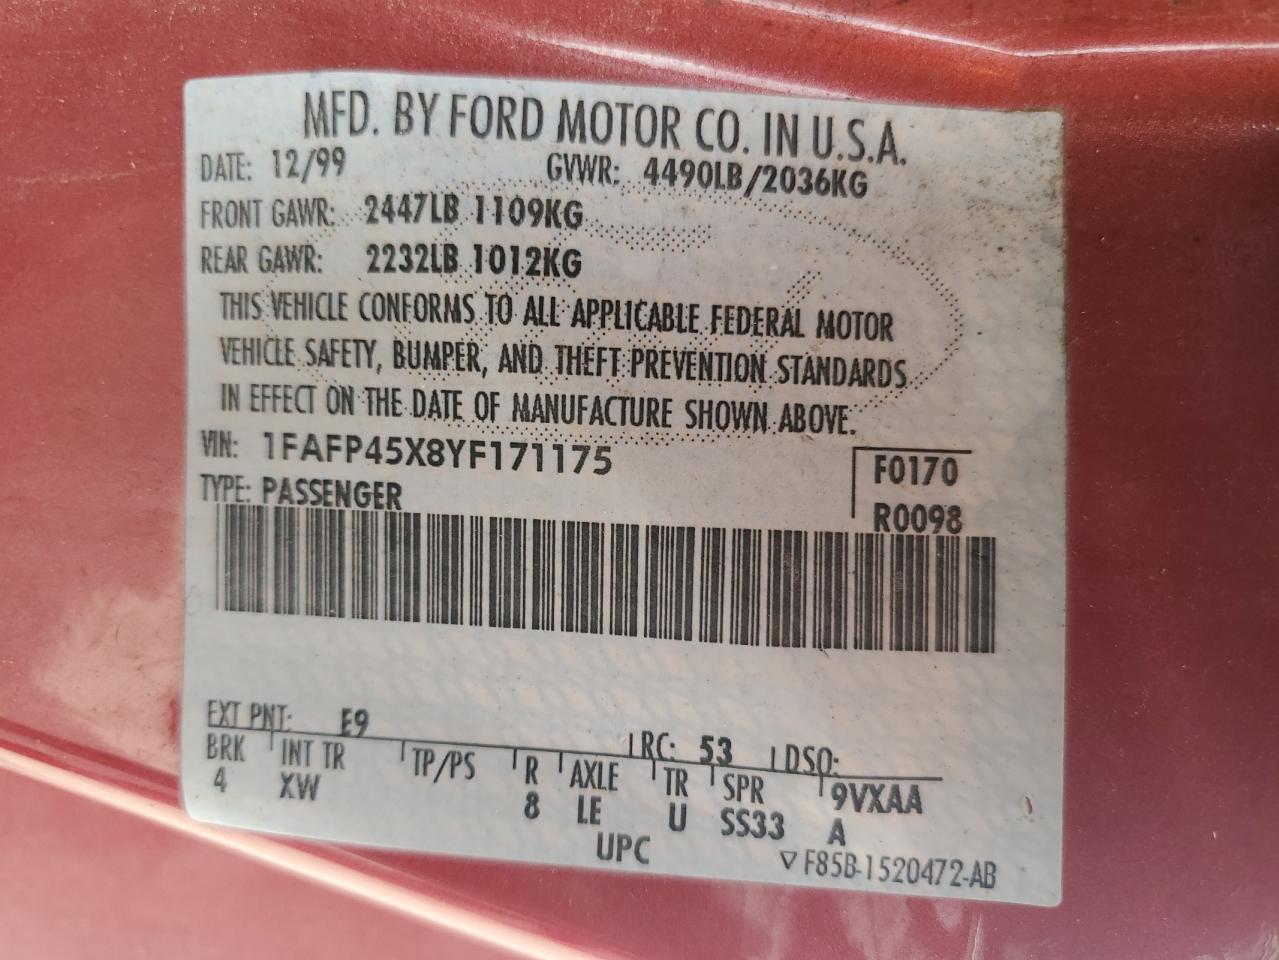 MFD. BY FORD MOTOR CO. IN U.S.A.
DATE: 12/99 GVWR: 4490LB/2036KG
FRONT GAWR: 2447LB 1109KG
REAR GAWR: 2232LB 1012KG
THIS VEHICLE CONFORMS TO ALL APPLICABLE FEDERAL MOTOR
VEHICLE SAFETY, BUMPER, AND THEFT PREVENTION STANDARDS
IN EFFECT ON THE DATE OF MANUFACTURE SHOWN ABOVE.
VIN: 1FAFP45X8YF171175 F0170
TYPE: PASSENGER R0098
EXT PNT: E9 RC: 53 DSO:
BRK INT TR TP/PS R AXLE TR SPR 9VXAA
4 XW 8 LE U SS33 A
UPC ▽F85B-1520472-AB